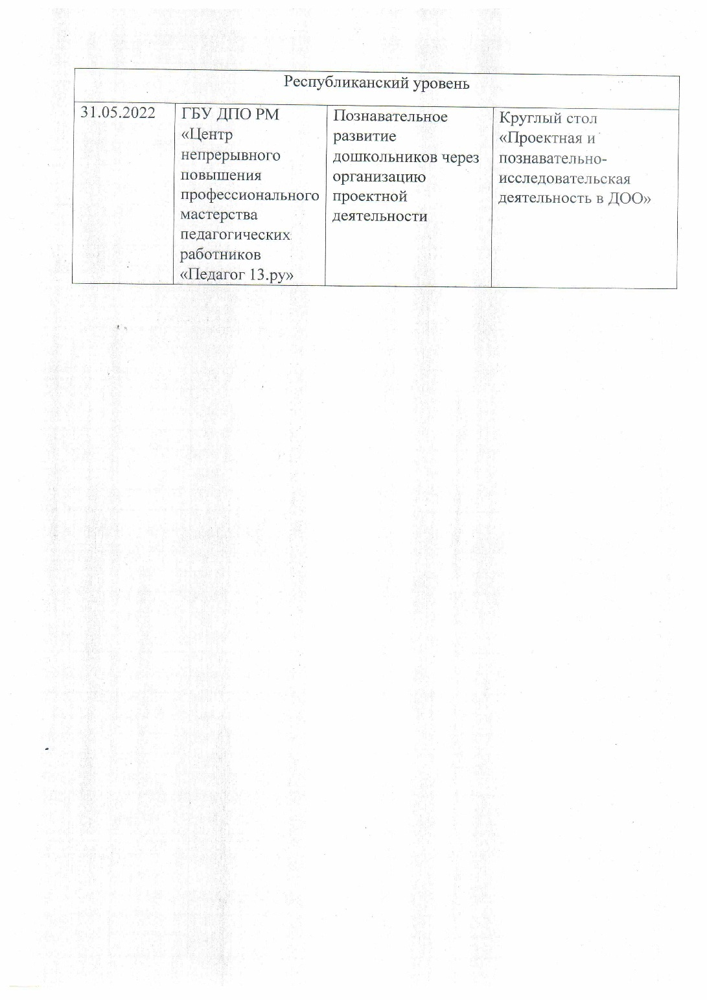 Республиканский уровень
31.05.2022
ГБУ ДПО РМ
«Центр
непрерывного
повышения
профессионального
мастерства
педагогических
работников
«Педагог 13.ру»
Познавательное
развитие
дошкольников через
организацию
проектной
деятельности
Круглый стол
«Проектная и
познавательно-
исследовательская
деятельность в ДОО»